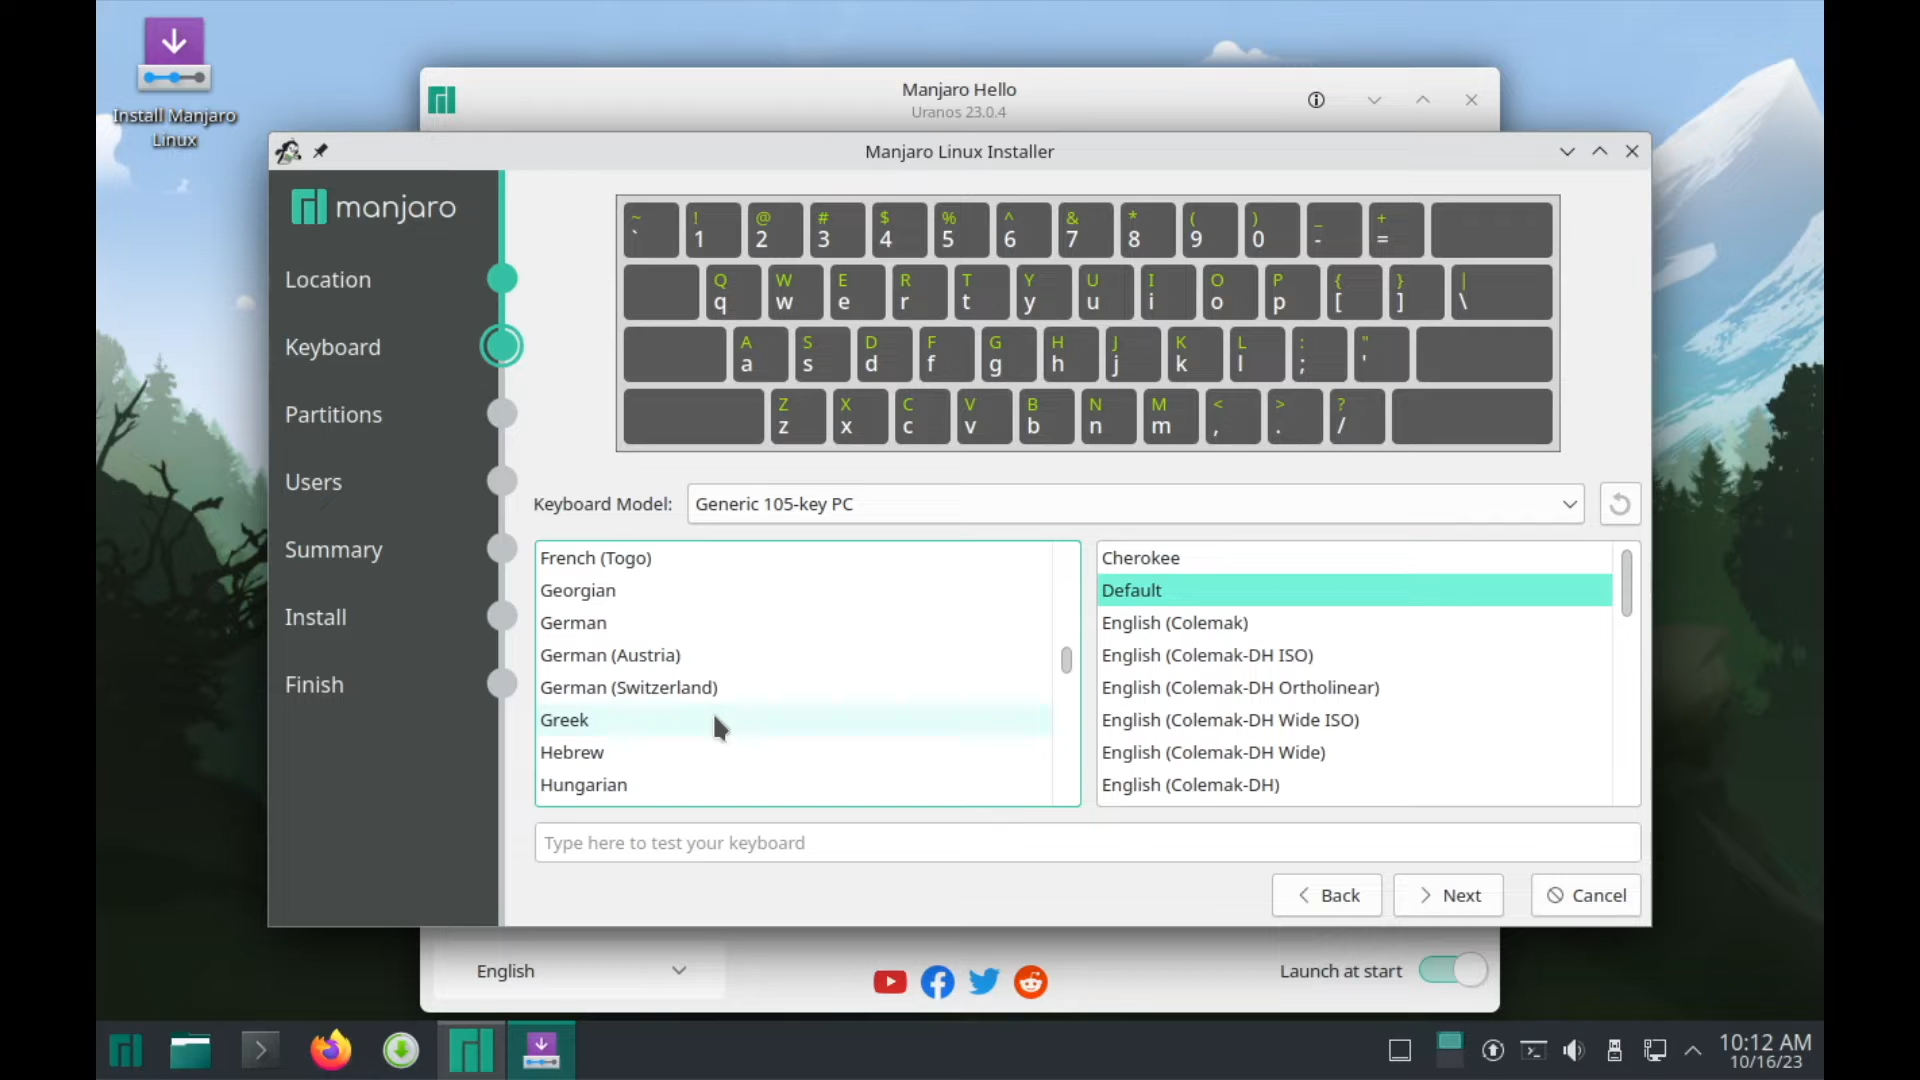 Install Manjaro
Linux
Manjaro Hello
Uranos 23.0.4
Manjaro Linux Installer
manjaro
Location
Keyboard
Partitions
Users
Summary
Install
Finish
~ ! @ # $ % ^ & * ( ) _ +
` 1 2 3 4 5 6 7 8 9 0 - =
Q W E R T Y U I O P { } |
q w e r t y u i o p [ ] \
A S D F G H J K L : "
a s d f g h j k l ; '
Z X C V B N M < > ?
z x c v b n m , . /
Keyboard Model: Generic 105-key PC
French (Togo)
Georgian
German
German (Austria)
German (Switzerland)
Greek
Hebrew
Hungarian
Cherokee
Default
English (Colemak)
English (Colemak-DH ISO)
English (Colemak-DH Ortholinear)
English (Colemak-DH Wide ISO)
English (Colemak-DH Wide)
English (Colemak-DH)
Type here to test your keyboard
Back
Next
Cancel
English
Launch at start
10:12 AM
10/16/23